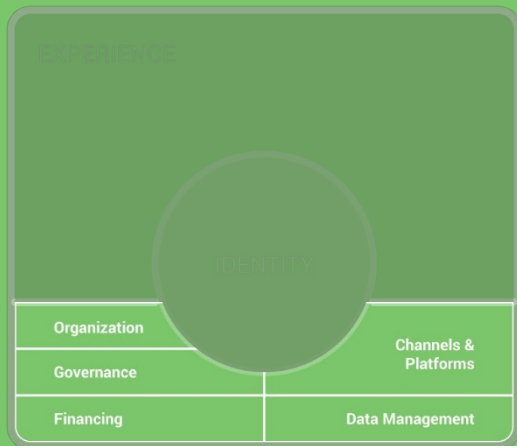 EXPERIENCE
IDENTITY
Organization
Governance
Financing
Channels &
Platforms
Data Management